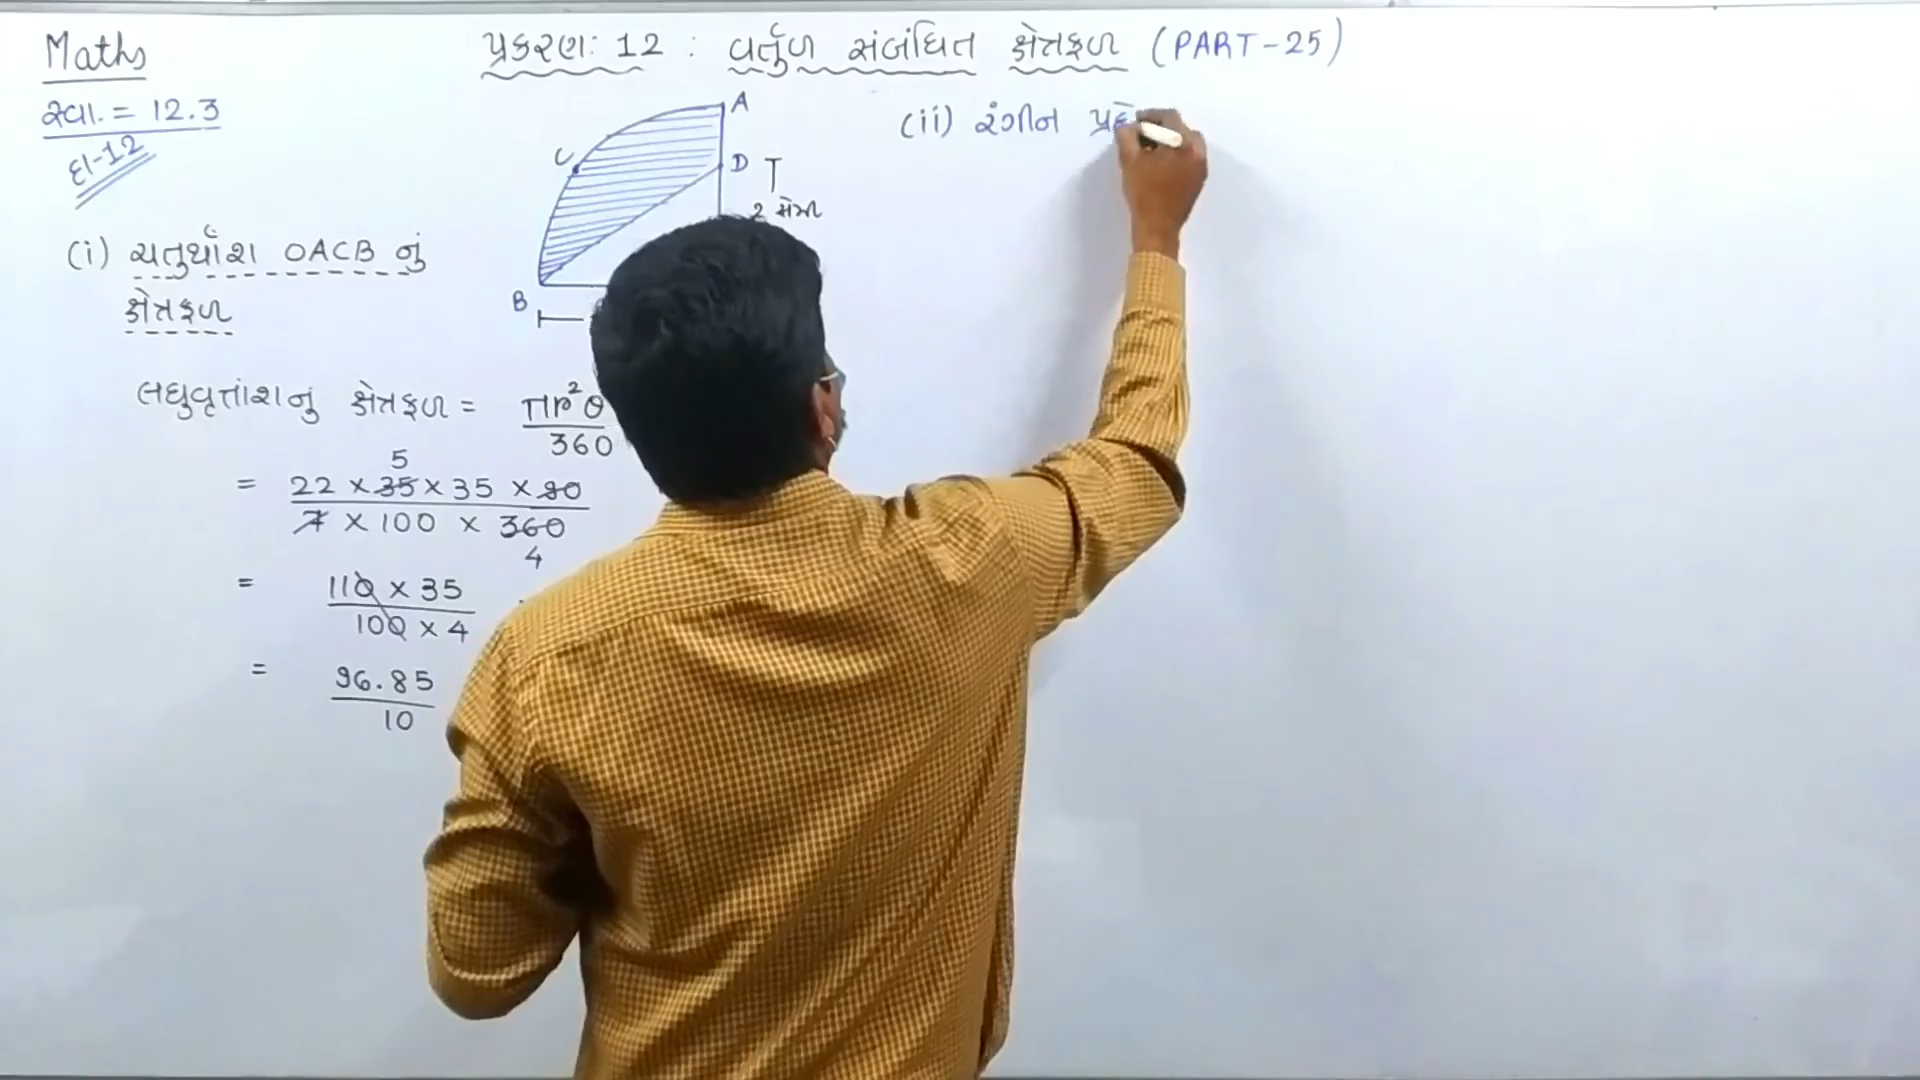 Maths
પ્રકરણ: 12 : વર્તુળ સંબંધિત ક્ષેત્રફળ (PART-25)
સ્વા. = 12.3
દા-12
A
C
D
2 સેમી
B
(i) ચતુર્થાંશ OACB નું
ક્ષેત્રફળ
લઘુવૃતાંશનુ ક્ષેત્રફળ = πr²θ
360
5
= 22 × 35 × 35 × 90
7 × 100 × 360
4
= 110 × 35
100 × 4
= 96.85
10
(ii) રંગીન